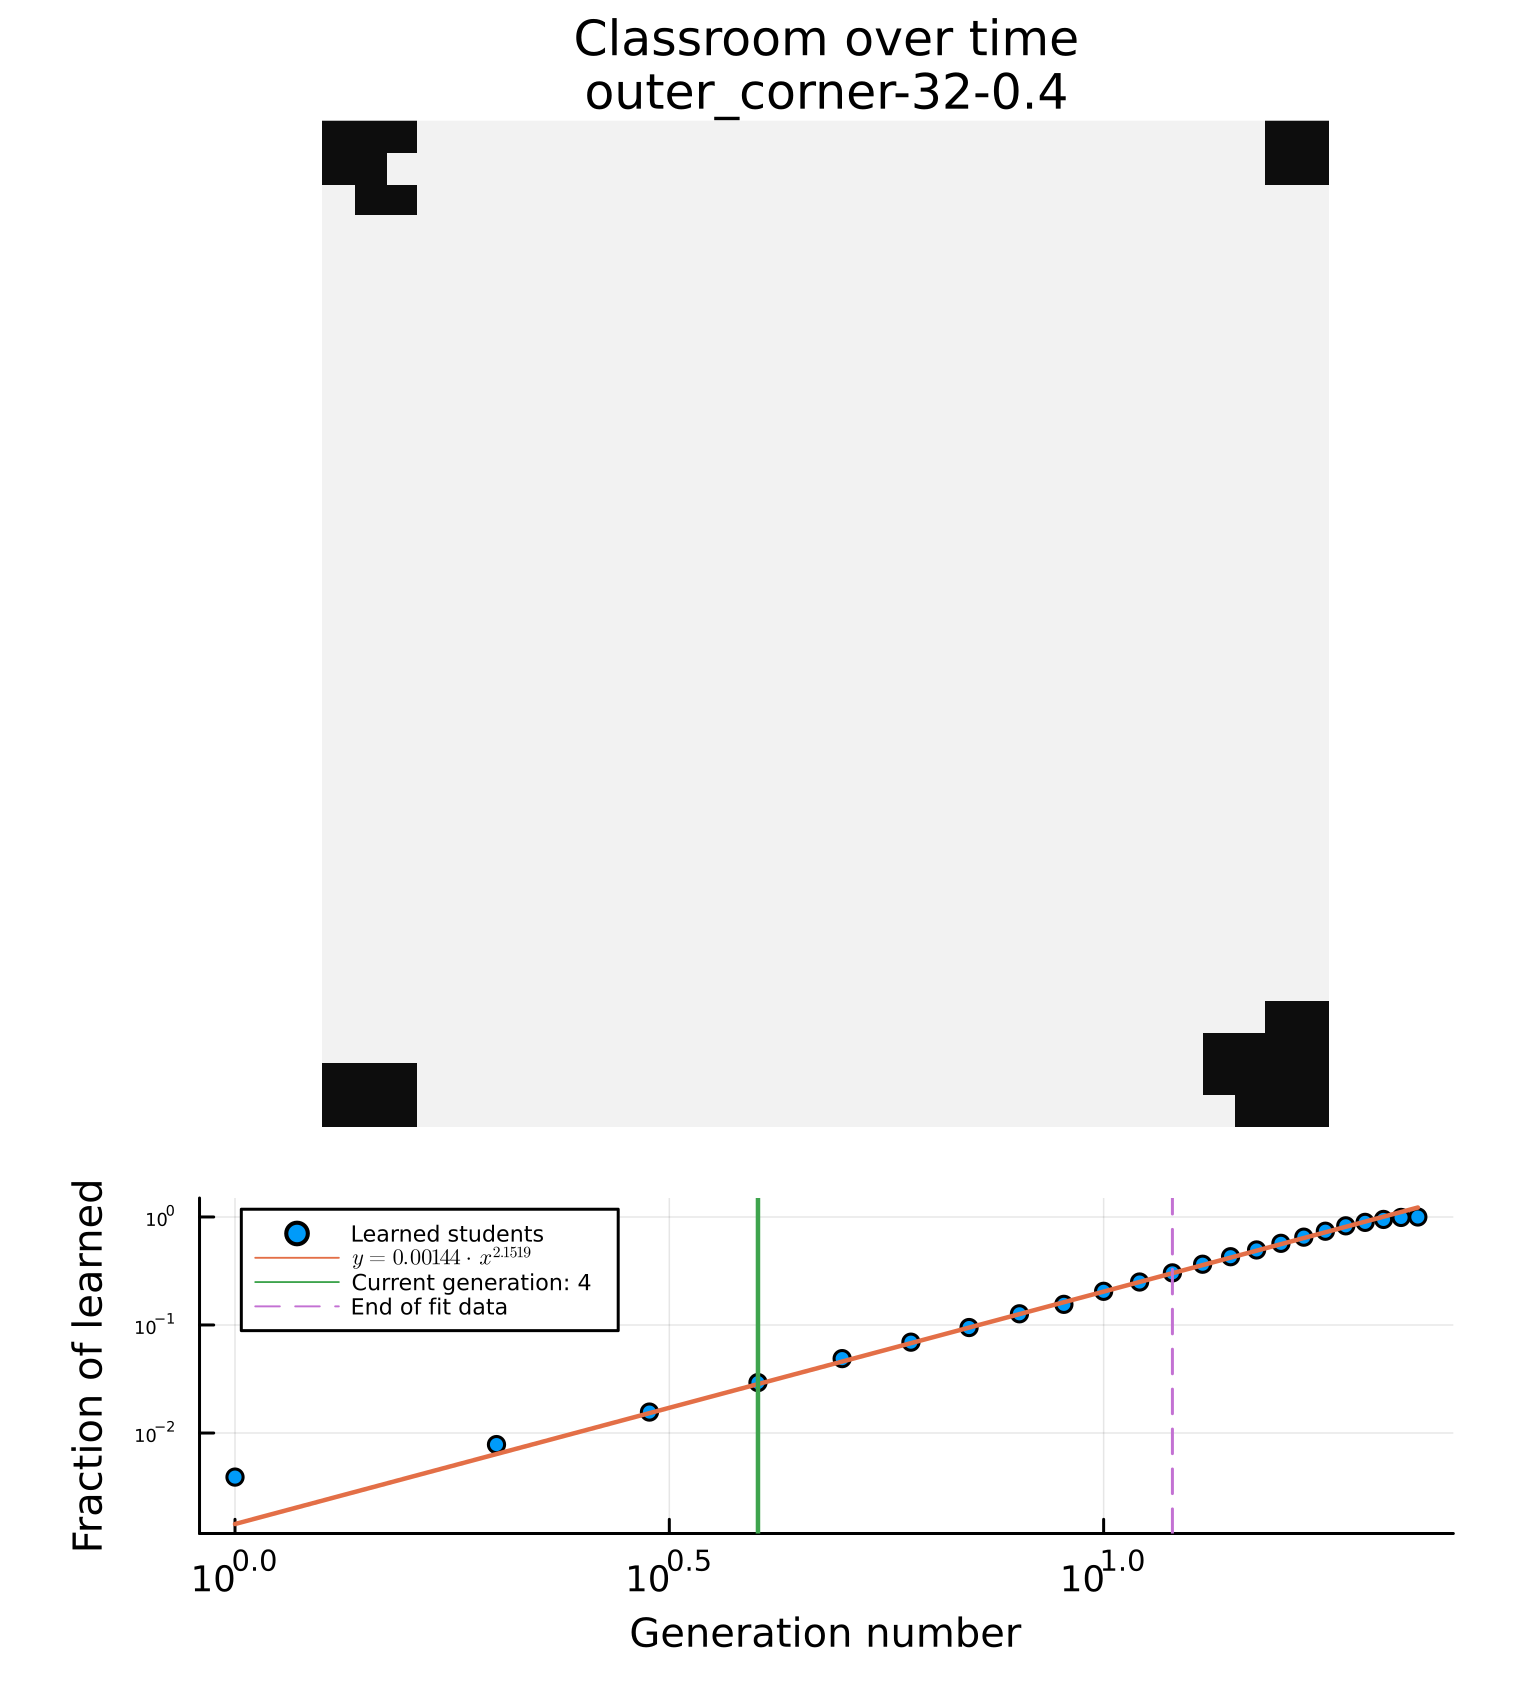 Classroom over time
outer_corner-32-0.4
Fraction of learned
10⁰
10⁻¹
10⁻²
Learned students
y = 0.00144 · x^2.1519
Current generation: 4
End of fit data
10^0.0
10^0.5
10^1.0
Generation number